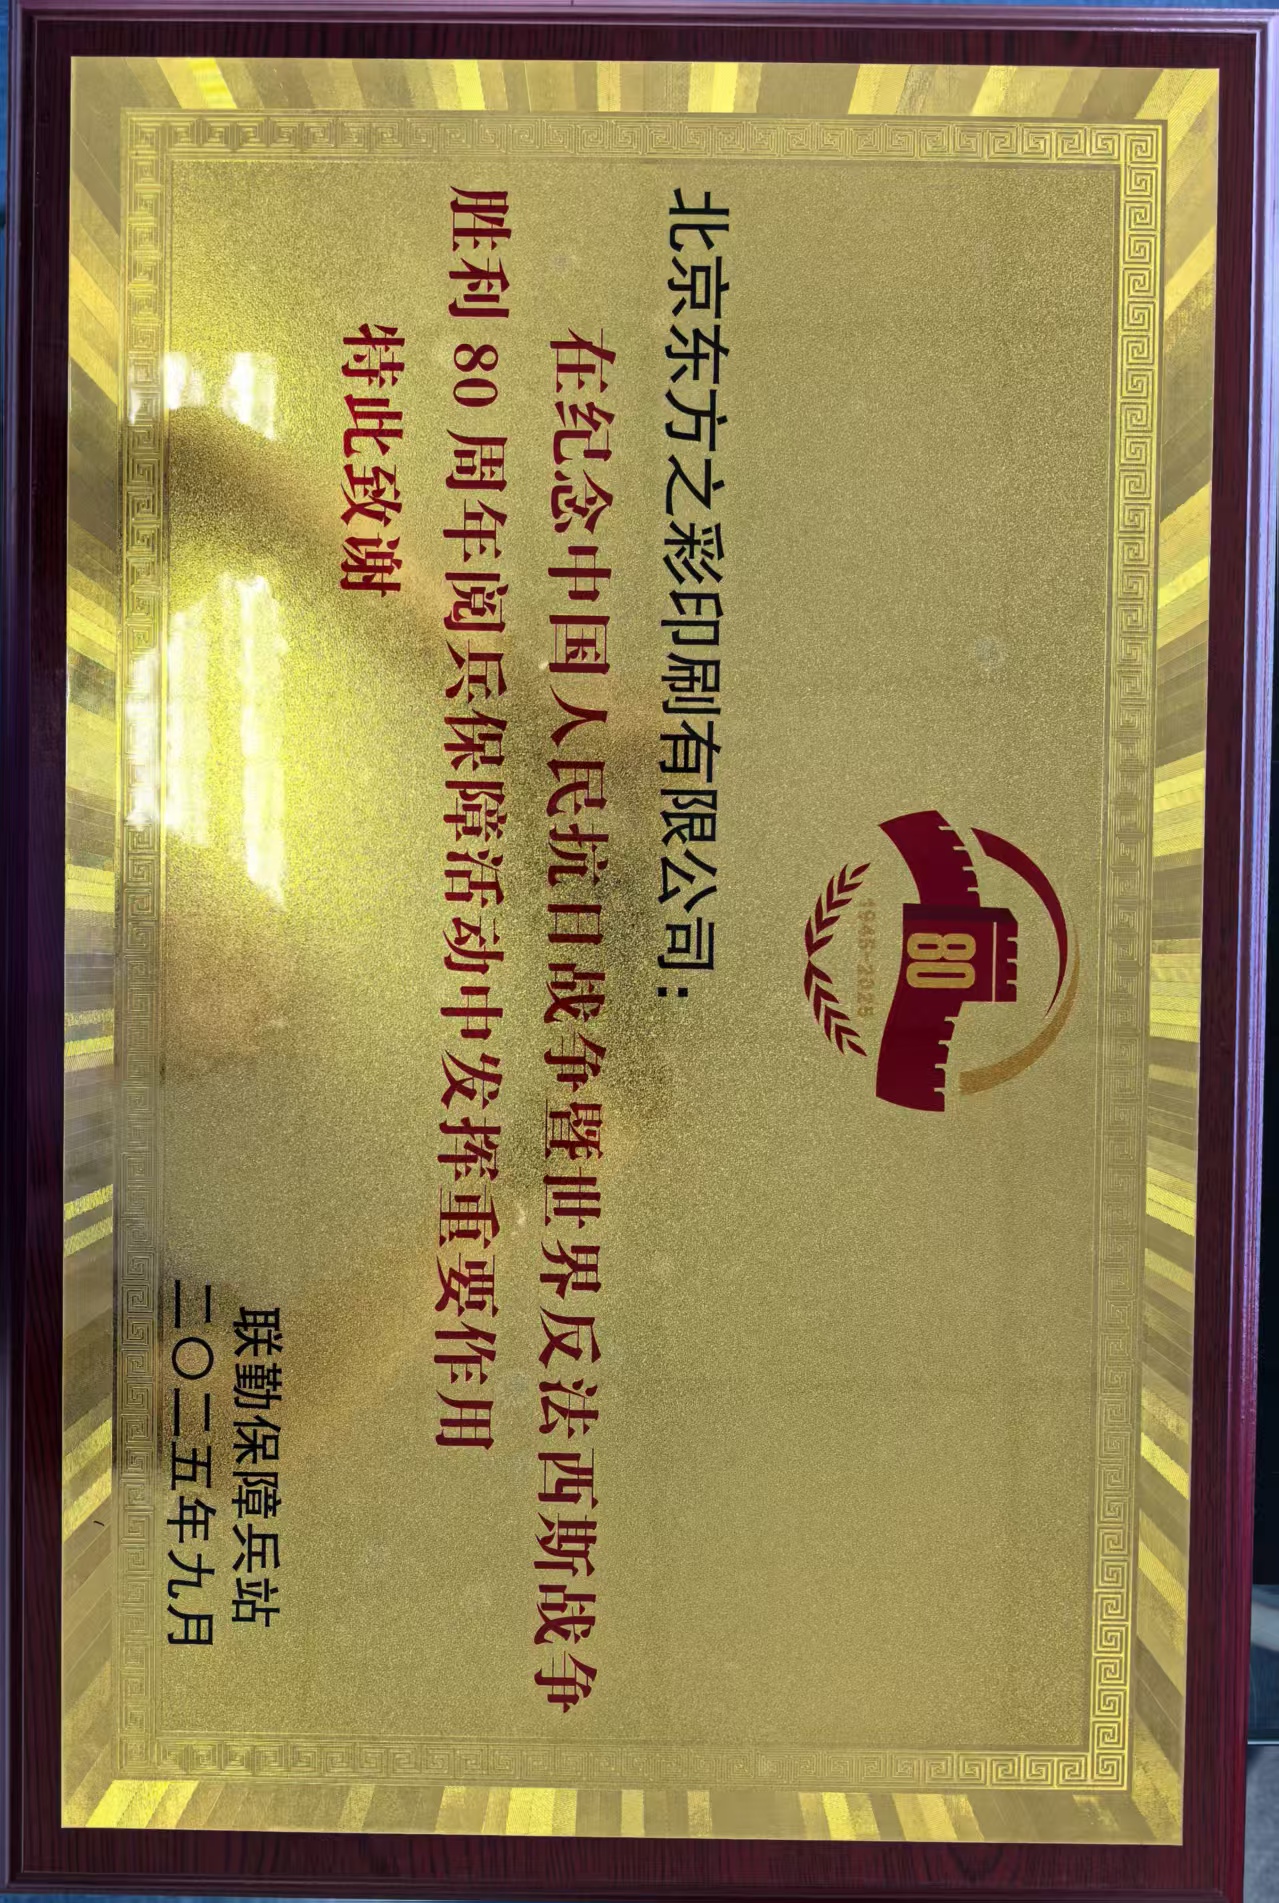 80
1945-2025
北京东方之彩印刷有限公司：
在纪念中国人民抗日战争暨世界反法西斯战争
胜利 80 周年阅兵保障活动中发挥重要作用
特此致谢
联勤保障兵站
二〇二五年九月